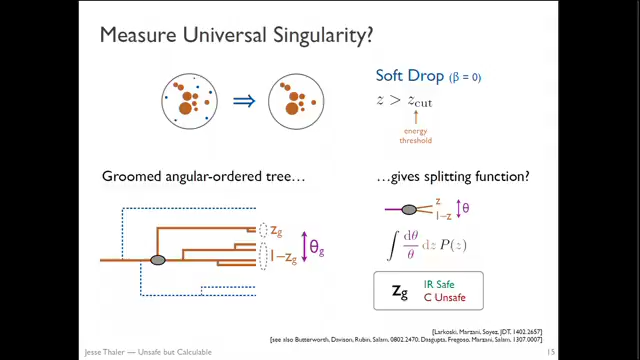 Measure Universal Singularity?
Soft Drop (β = 0)
z > z_cut
energy
threshold
Groomed angular-ordered tree…
…gives splitting function?
z_g
1–z_g
θ_g
z
1–z
θ
∫ dθ/θ dz P(z)
z_g
IR Safe
C Unsafe
[Larkoski, Marzani, Soyez, JDT, 1402.2657]
[see also Butterworth, Davison, Rubin, Salam, 0802.2470; Dasgupta, Fregoso, Marzani, Salam, 1307.0007]
Jesse Thaler — Unsafe but Calculable
15